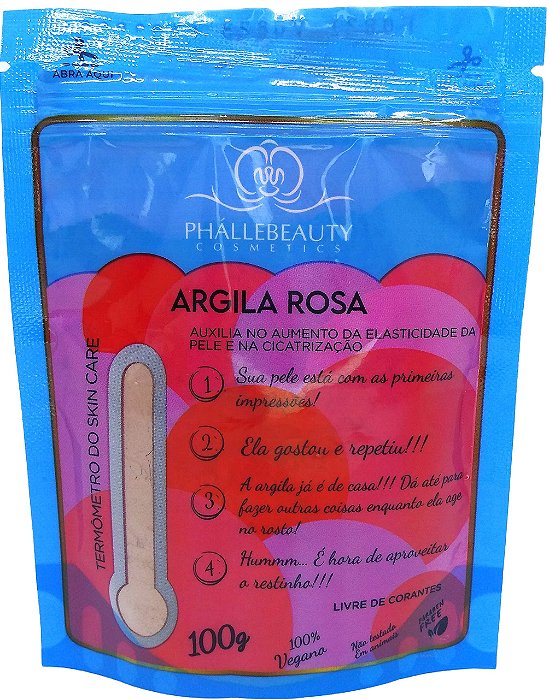 ABRA AQUI
PHÁLLEBEAUTY
COSMETICS
ARGILA ROSA
AUXILIA NO AUMENTO DA ELASTICIDADE DA
PELE E NA CICATRIZAÇÃO
TERMÔMETRO DO SKIN CARE
1 Sua pele está com as primeiras
impressões!
2 Ela gostou e repetiu!!!
3 A argila já é de casa!!! Dá até para
fazer outras coisas enquanto ela age
no rosto!
4 Hummm... É hora de aproveitar
o restinho!!!
LIVRE DE CORANTES
100g
100%
Vegano
Não testado
Em animais
PARABEN
FREE